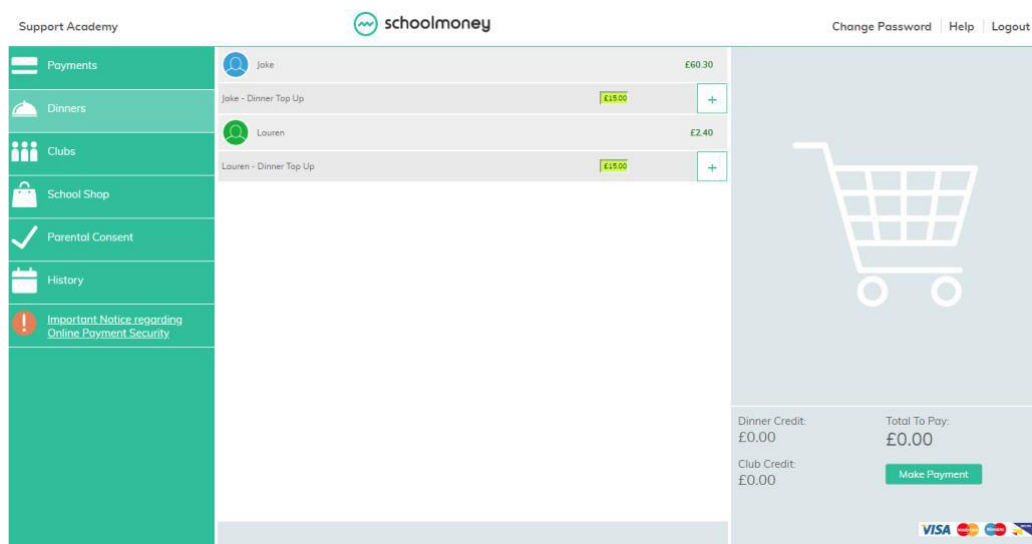 Support Academy
schoolmoney
Change Password Help Logout
Payments
Dinners
Clubs
School Shop
Parental Consent
History
Important Notice regarding
Online Payment Security
Jake £60.30
Jake - Dinner Top Up £15.00 +
Lauren £2.40
Lauren - Dinner Top Up £15.00 +
Dinner Credit:
£0.00
Club Credit:
£0.00
Total To Pay:
£0.00
Make Payment
VISA